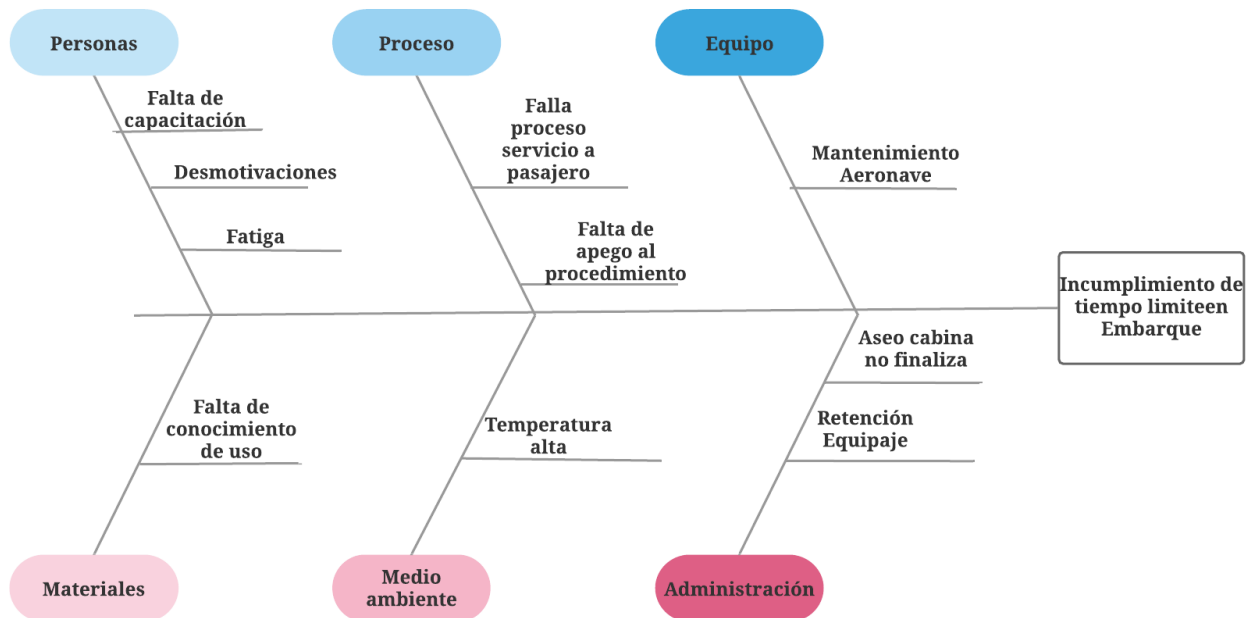 Personas
Proceso
Equipo
Falta de
capacitación
Desmotivaciones
Fatiga
Falla
proceso
servicio a
pasajero
Falta de
apego al
procedimiento
Mantenimiento
Aeronave
Incumplimiento de
tiempo limiteen
Embarque
Falta de
conocimiento
de uso
Temperatura
alta
Aseo cabina
no finaliza
Retención
Equipaje
Materiales
Medio
ambiente
Administración